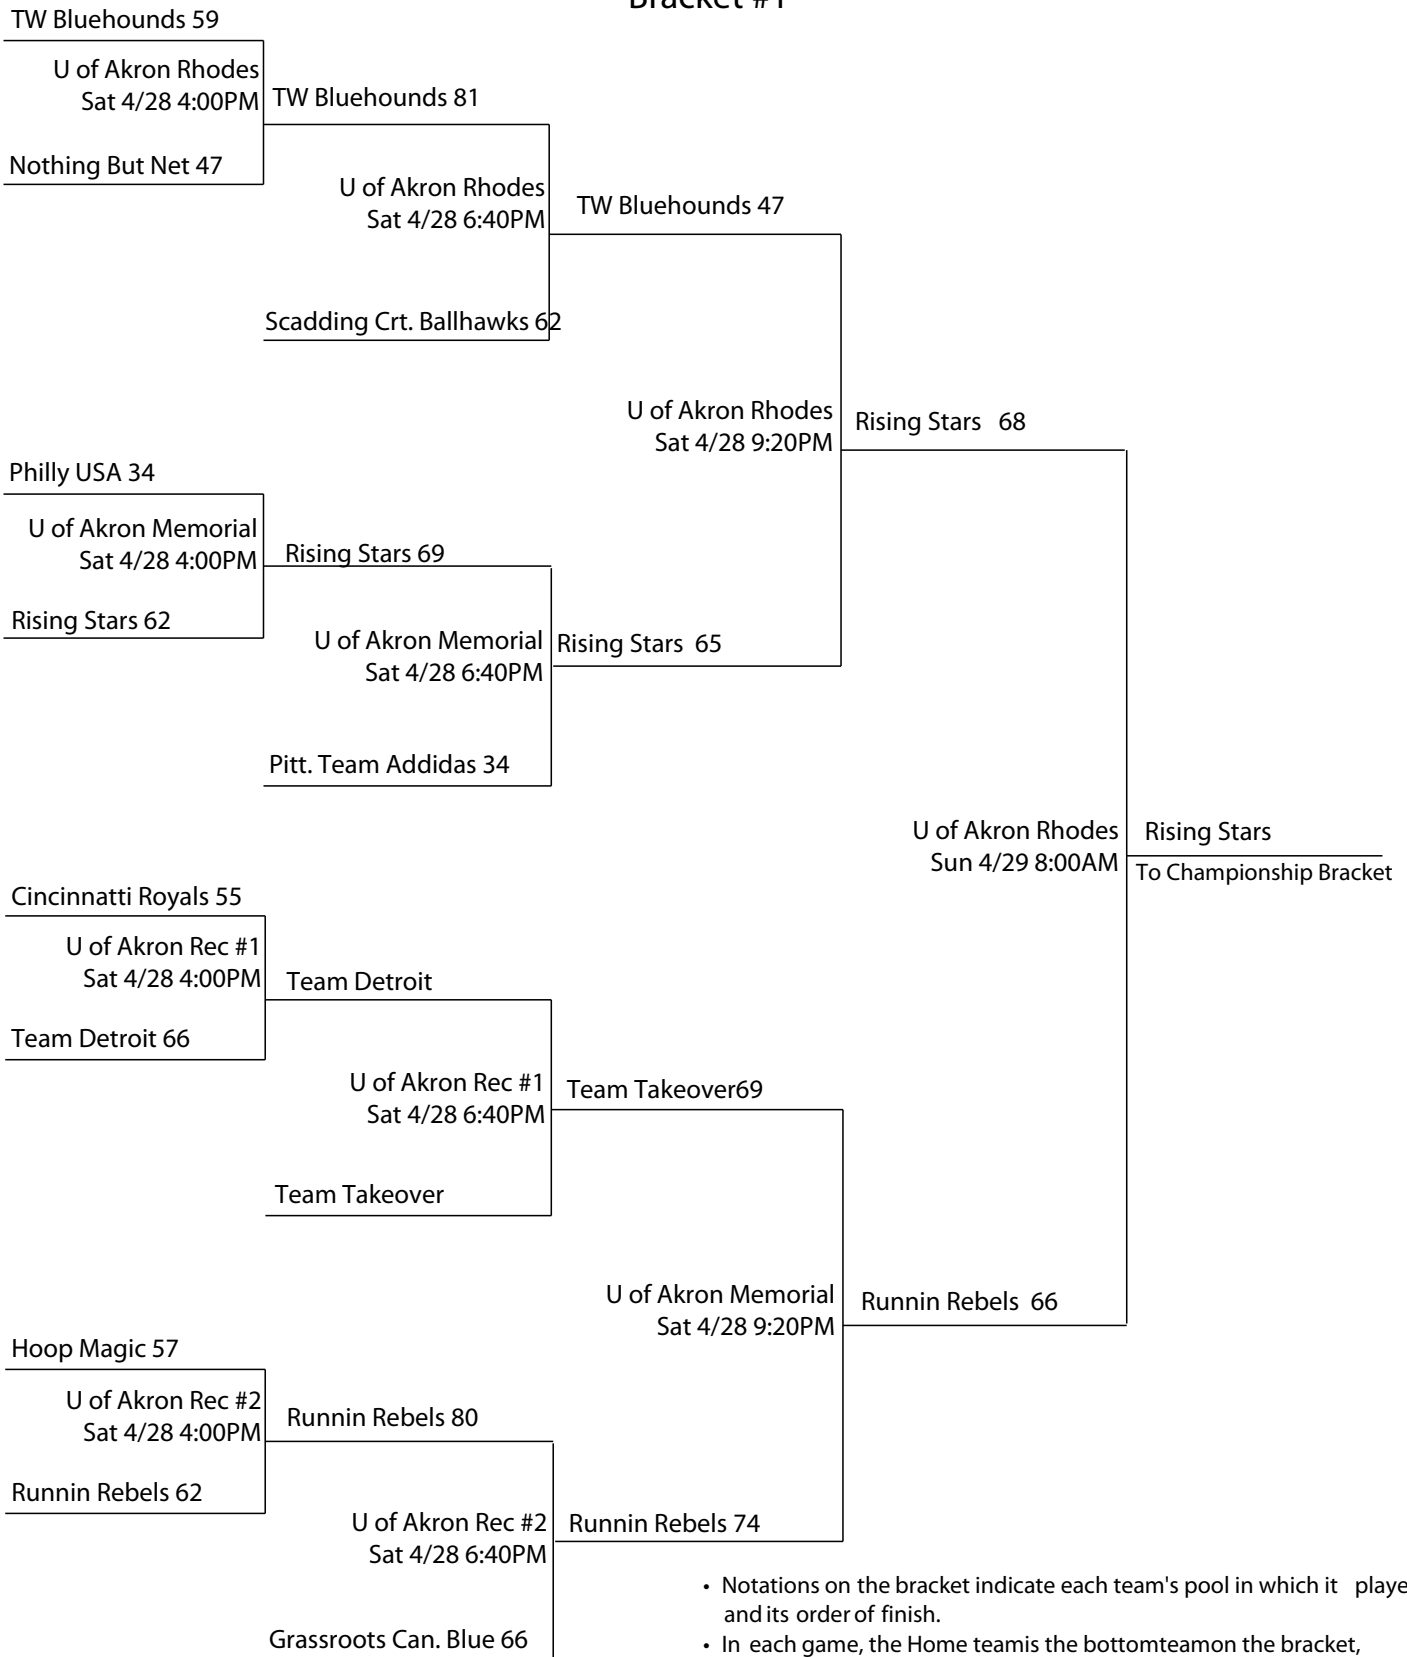 Bracket #1
TW Bluehounds 59
U of Akron Rhodes
Sat 4/28 4:00PM
TW Bluehounds 81
Nothing But Net 47
U of Akron Rhodes
Sat 4/28 6:40PM
TW Bluehounds 47
Scadding Crt. Ballhawks 62
U of Akron Rhodes
Sat 4/28 9:20PM
Rising Stars 68
Philly USA 34
U of Akron Memorial
Sat 4/28 4:00PM
Rising Stars 69
Rising Stars 62
U of Akron Memorial
Sat 4/28 6:40PM
Rising Stars 65
Pitt. Team Addidas 34
U of Akron Rhodes
Sun 4/29 8:00AM
Rising Stars
To Championship Bracket
Cincinnatti Royals 55
U of Akron Rec #1
Sat 4/28 4:00PM
Team Detroit
Team Detroit 66
U of Akron Rec #1
Sat 4/28 6:40PM
Team Takeover69
Team Takeover
U of Akron Memorial
Sat 4/28 9:20PM
Runnin Rebels 66
Hoop Magic 57
U of Akron Rec #2
Sat 4/28 4:00PM
Runnin Rebels 80
Runnin Rebels 62
U of Akron Rec #2
Sat 4/28 6:40PM
Runnin Rebels 74
Grassroots Can. Blue 66
• Notations on the bracket indicate each team's pool in which it playe
and its order of finish.
• In each game, the Home teamis the bottomteamon the bracket,